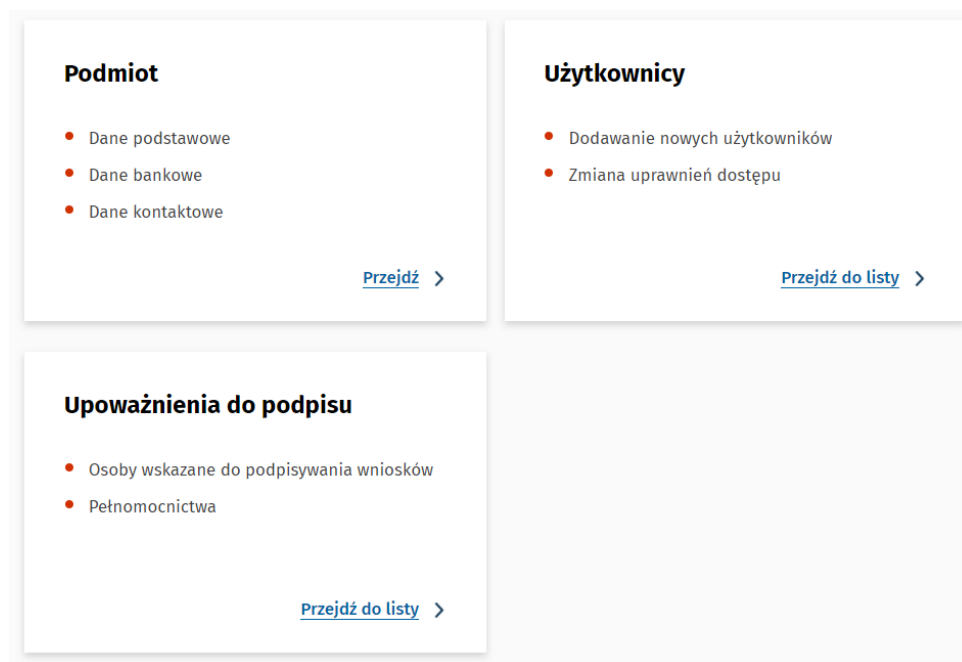 Podmiot
Dane podstawowe
Dane bankowe
Dane kontaktowe
Przejdź
Użytkownicy
Dodawanie nowych użytkowników
Zmiana uprawnień dostępu
Przejdź do listy
Upoważnienia do podpisu
Osoby wskazane do podpisywania wniosków
Pełnomocnictwa
Przejdź do listy